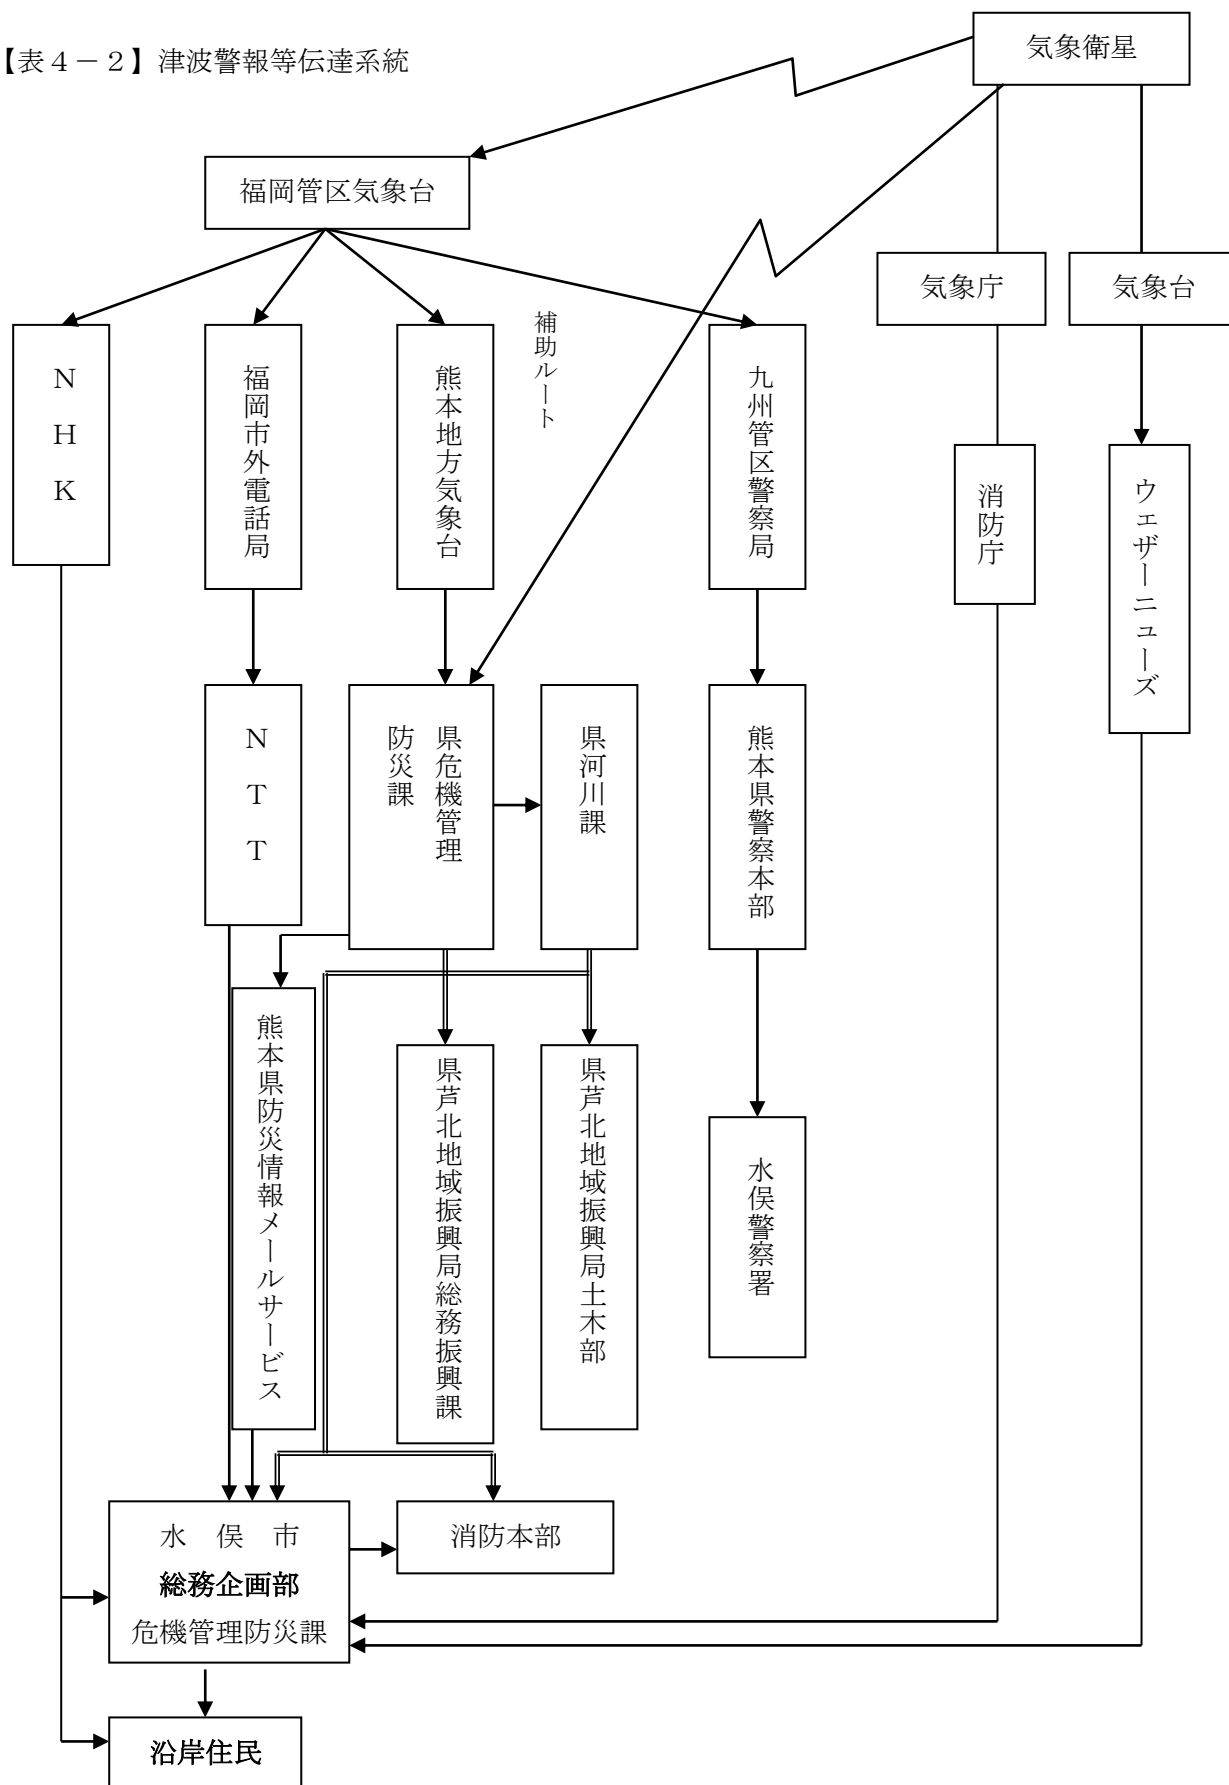 【表４－２】津波警報等伝達系統
気象衛星
福岡管区気象台
気象庁
気象台
ＮＨＫ
福岡市外電話局
熊本地方気象台
補助ルート
九州管区警察局
消防庁
ウェザーニューズ
ＮＴＴ
県危機管理
防災課
県河川課
熊本県警察本部
熊本県防災情報メールサービス
県芦北地域振興局総務振興課
県芦北地域振興局土木部
水俣警察署
水　俣　市
総務企画部
危機管理防災課
消防本部
沿岸住民